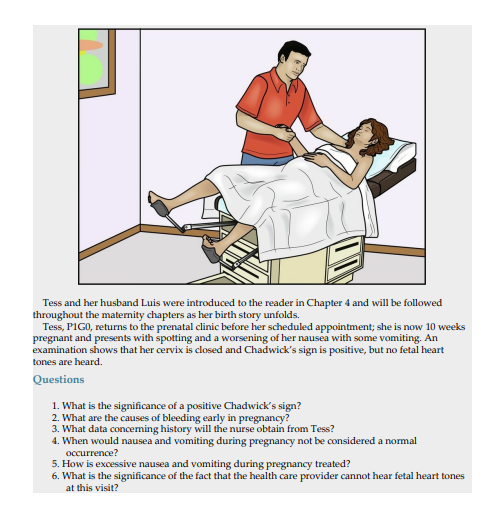 Tess and her husband Luis were introduced to the reader in Chapter 4 and will be followed
throughout the maternity chapters as her birth story unfolds.
Tess, P1G0, returns to the prenatal clinic before her scheduled appointment; she is now 10 weeks
pregnant and presents with spotting and a worsening of her nausea with some vomiting. An
examination shows that her cervix is closed and Chadwick’s sign is positive, but no fetal heart
tones are heard.
Questions
1. What is the significance of a positive Chadwick’s sign?
2. What are the causes of bleeding early in pregnancy?
3. What data concerning history will the nurse obtain from Tess?
4. When would nausea and vomiting during pregnancy not be considered a normal
occurrence?
5. How is excessive nausea and vomiting during pregnancy treated?
6. What is the significance of the fact that the health care provider cannot hear fetal heart tones
at this visit?